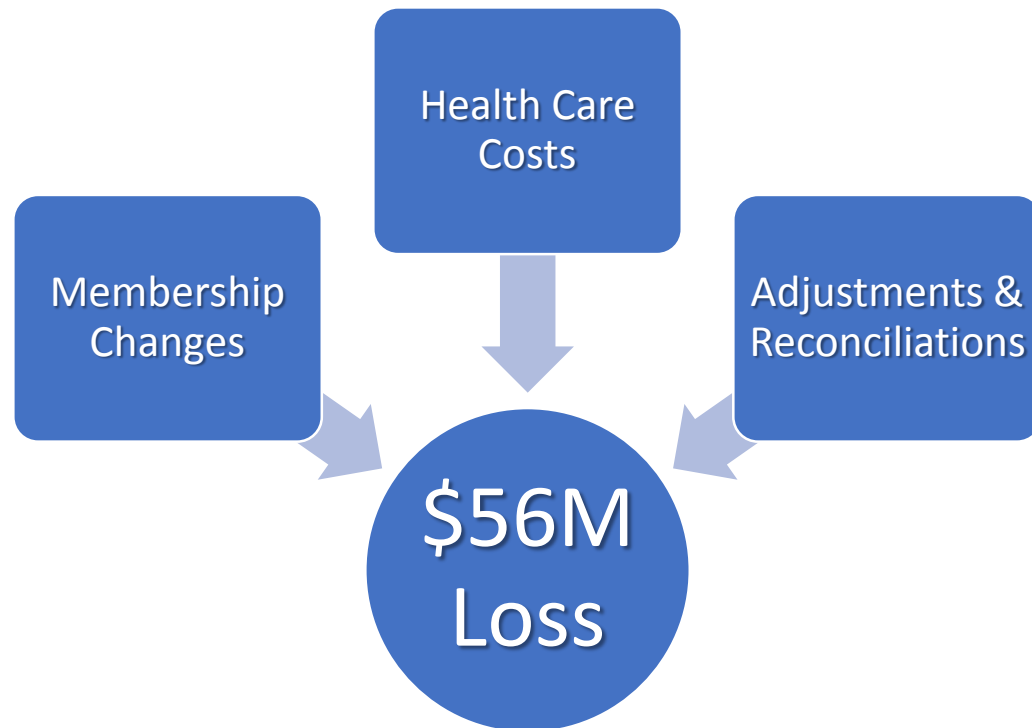 Health Care
Costs
Membership
Changes
Adjustments &
Reconciliations
$56M
Loss